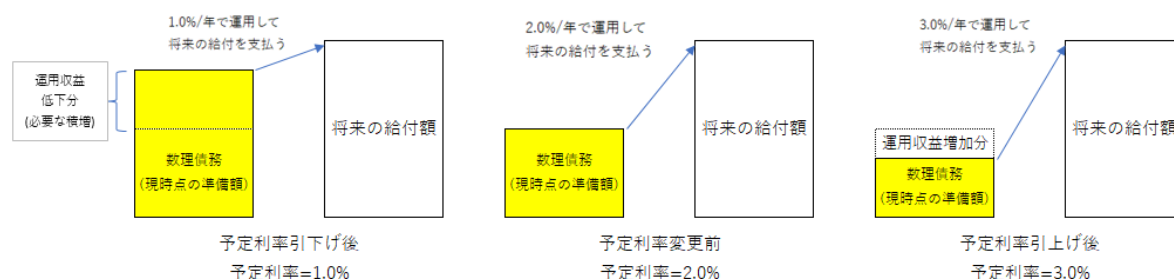 1.0%/年で運用して
将来の給付を支払う
運用収益
低下分
(必要な積増)
数理債務
(現時点の準備額)
将来の給付額
予定利率引下げ後
予定利率=1.0%
2.0%/年で運用して
将来の給付を支払う
数理債務
(現時点の準備額)
将来の給付額
予定利率変更前
予定利率=2.0%
3.0%/年で運用して
将来の給付を支払う
運用収益増加分
数理債務
(現時点の準備額)
将来の給付額
予定利率引上げ後
予定利率=3.0%